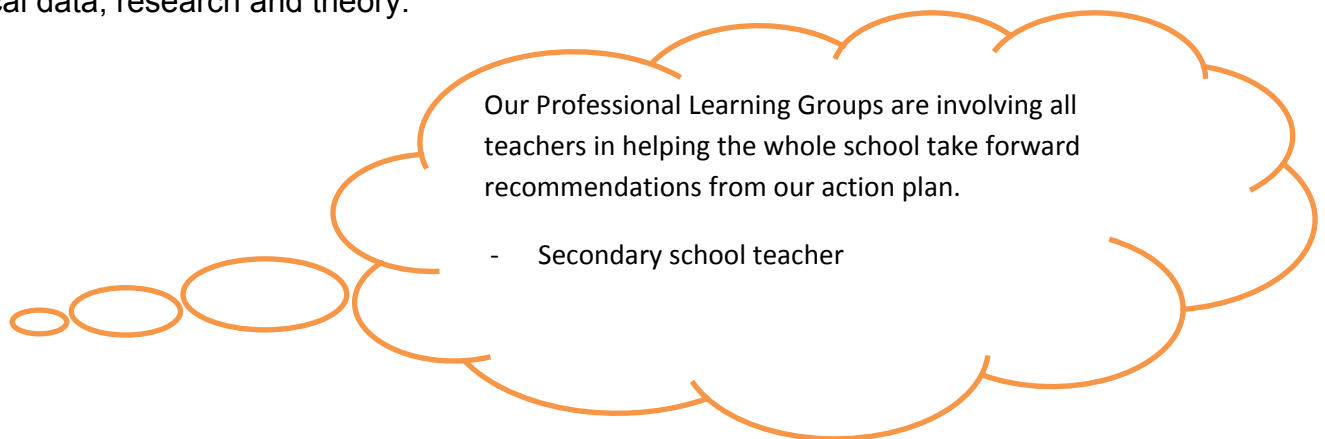 cal data, research and theory.
Our Professional Learning Groups are involving all
teachers in helping the whole school take forward
recommendations from our action plan.
- Secondary school teacher